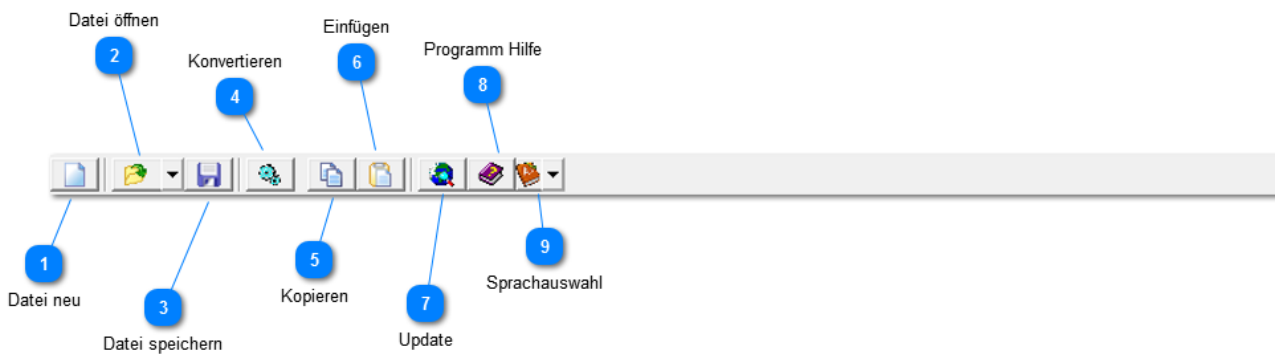 Datei öffnen
2
Konvertieren
4
Einfügen
6
Programm Hilfe
8
1
Datei neu
3
Datei speichern
5
Kopieren
7
Update
9
Sprachauswahl